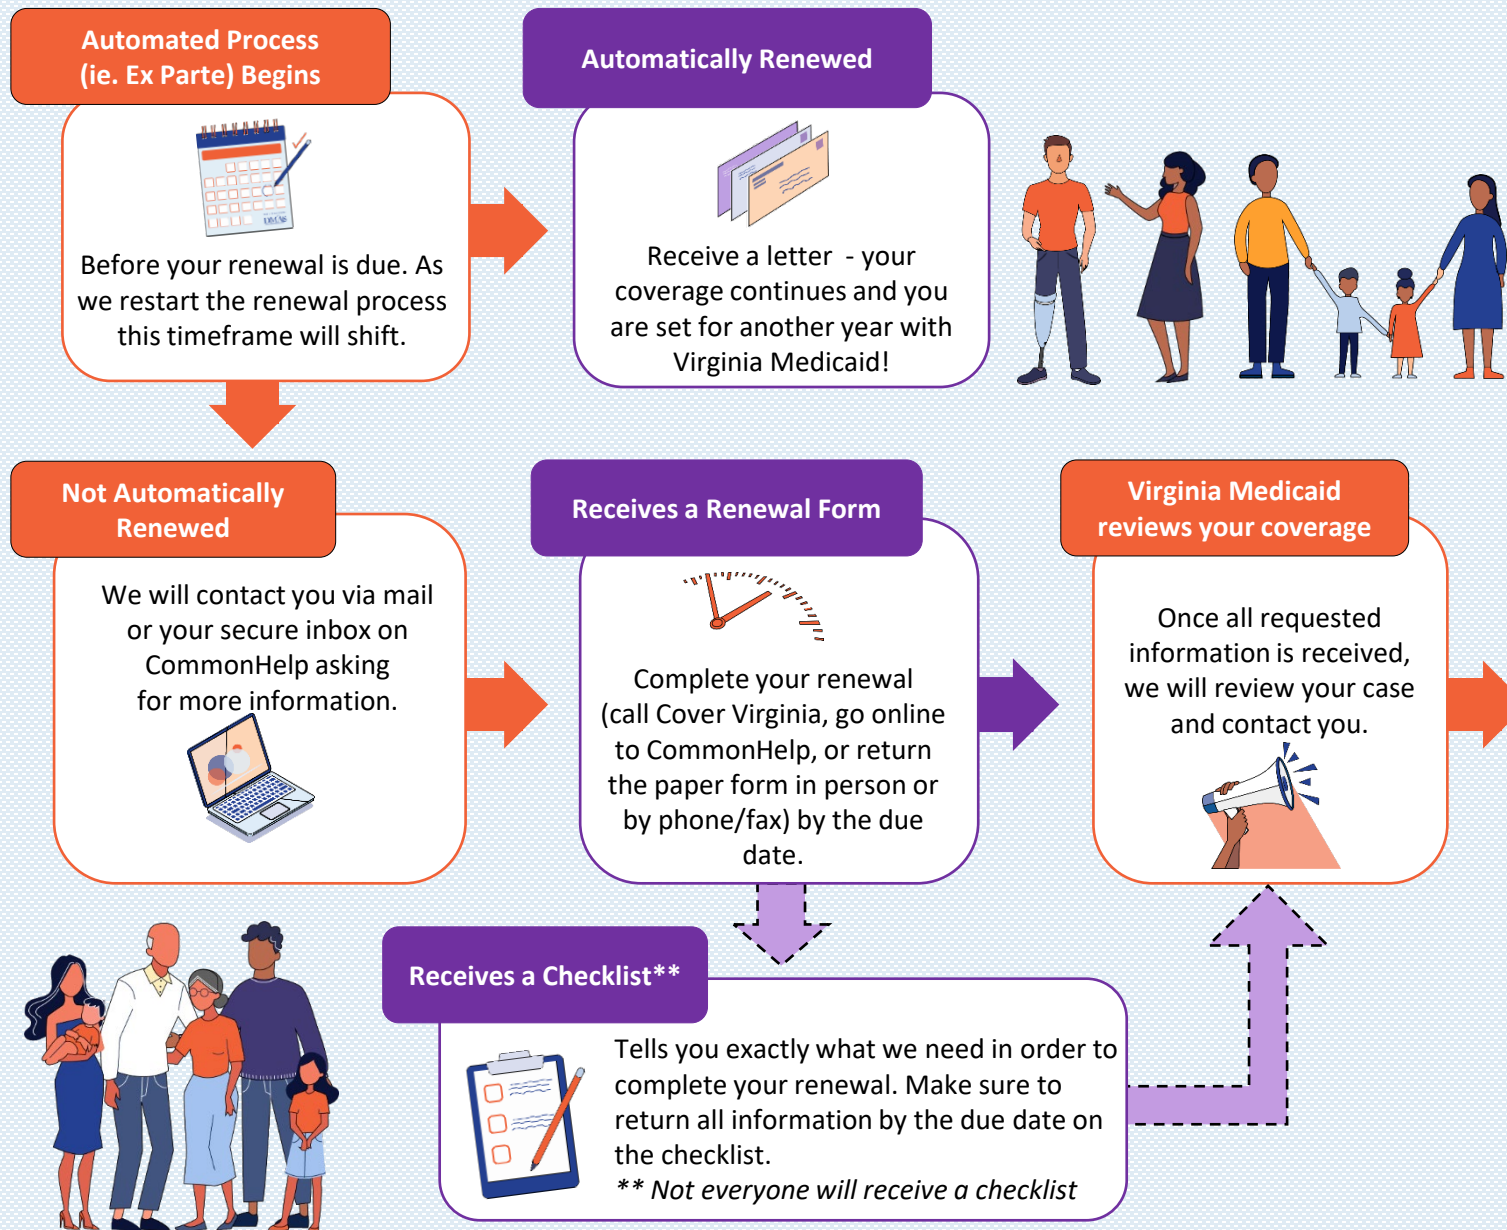 Automated Process
(ie. Ex Parte) Begins
Before your renewal is due. As
we restart the renewal process
this timeframe will shift.
Automatically Renewed
Receive a letter - your
coverage continues and you
are set for another year with
Virginia Medicaid!
Not Automatically
Renewed
We will contact you via mail
or your secure inbox on
CommonHelp asking
for more information.
Receives a Renewal Form
Complete your renewal
(call Cover Virginia, go online
to CommonHelp, or return
the paper form in person or
by phone/fax) by the due
date.
Virginia Medicaid
reviews your coverage
Once all requested
information is received,
we will review your case
and contact you.
Receives a Checklist**
Tells you exactly what we need in order to
complete your renewal. Make sure to
return all information by the due date on
the checklist.
** Not everyone will receive a checklist